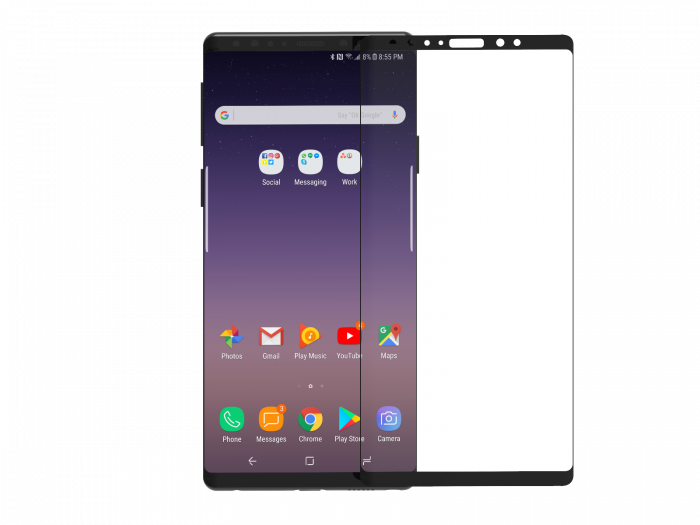 8% 8:55 PM
G Say "Ok Google"
Social Messaging Work
Photos Gmail Play Music YouTube Maps
Phone Messages 3 Chrome Play Store Camera